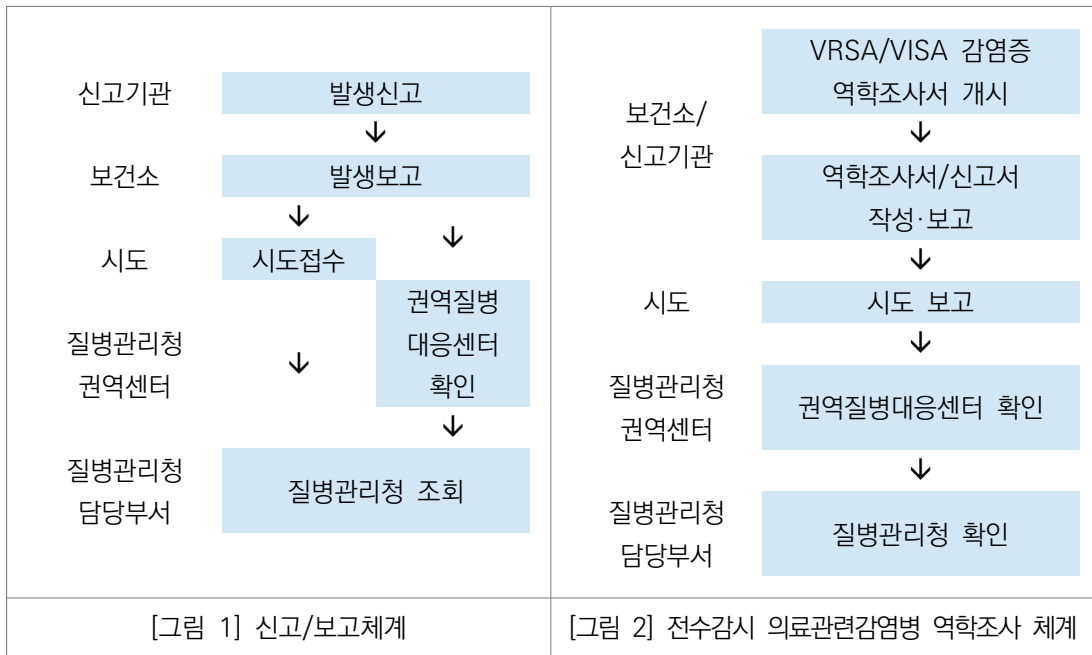 신고기관
발생신고
↓
보건소
발생보고
↓
↓
시도
시도접수
질병관리청
권역센터
↓
권역질병
대응센터
확인
↓
질병관리청
담당부서
질병관리청 조회
[그림 1] 신고/보고체계
보건소/
신고기관
VRSA/VISA 감염증
역학조사서 개시
↓
역학조사서/신고서
작성·보고
↓
시도
시도 보고
↓
질병관리청
권역센터
권역질병대응센터 확인
↓
질병관리청
담당부서
질병관리청 확인
[그림 2] 전수감시 의료관련감염병 역학조사 체계